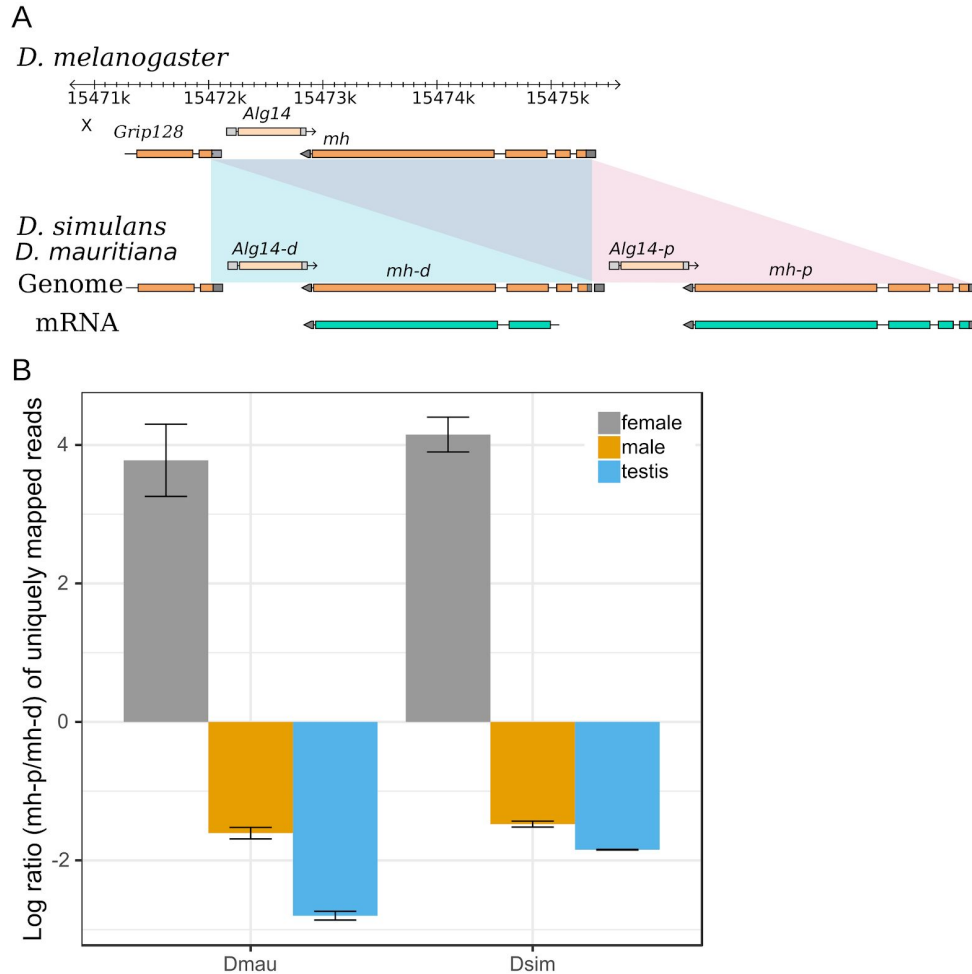 A
D. melanogaster
15471k 15472k 15473k 15474k 15475k
X
Alg14
Grip128
mh
D. simulans
D. mauritiana
Alg14-d
Alg14-p
Genome
mh-d
mh-p
mRNA
B
Log ratio (mh-p/mh-d) of uniquely mapped reads
4
2
0
-2
female
male
testis
Dmau
Dsim